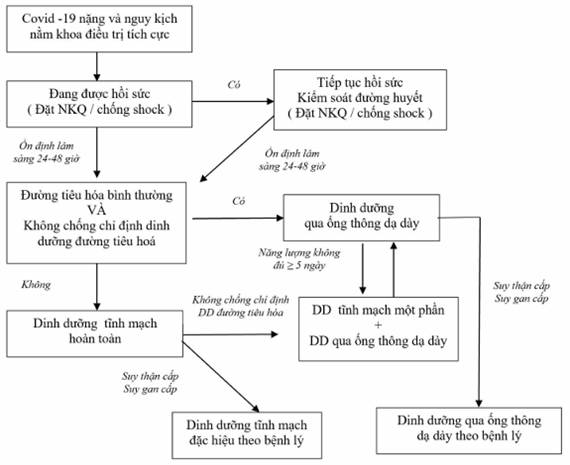 Covid -19 nặng và nguy kịch
nằm khoa điều trị tích cực
Đang được hồi sức
( Đặt NKQ / chống shock )
Có
Tiếp tục hồi sức
Kiểm soát đường huyết
( Đặt NKQ / chống shock )
Ổn định lâm
sàng 24-48 giờ
Ổn định lâm
sàng 24-48 giờ
Đường tiêu hóa bình thường
VÀ
Không chống chỉ định dinh
dưỡng đường tiêu hoá
Có
Dinh dưỡng
qua ống thông dạ dày
Năng lượng không
đủ ≥ 5 ngày
Suy thận cấp
Suy gan cấp
Không
Không chống chỉ định
DD đường tiêu hóa
Dinh dưỡng tĩnh mạch
hoàn toàn
DD tĩnh mạch một phần
+
DD qua ống thông dạ dày
Suy thận cấp
Suy gan cấp
Dinh dưỡng tĩnh mạch
đặc hiệu theo bệnh lý
Dinh dưỡng qua ống thông
dạ dày theo bệnh lý